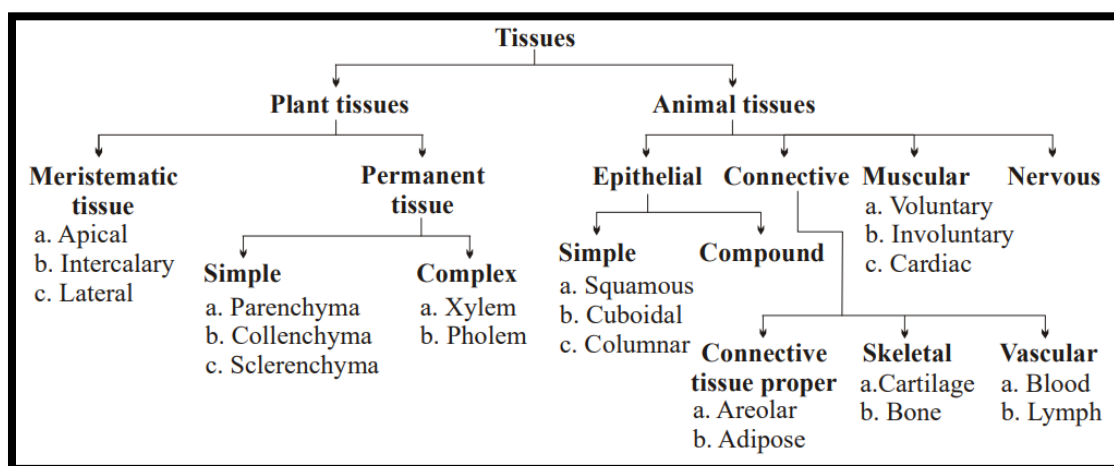 Tissues
Plant tissues
Animal tissues
Meristematic
tissue
a. Apical
b. Intercalary
c. Lateral
Permanent
tissue
Simple
a. Parenchyma
b. Collenchyma
c. Sclerenchyma
Complex
a. Xylem
b. Pholem
Epithelial
Connective
Muscular
a. Voluntary
b. Involuntary
c. Cardiac
Nervous
Simple
a. Squamous
b. Cuboidal
c. Columnar
Compound
Connective
tissue proper
a. Areolar
b. Adipose
Skeletal
a.Cartilage
b. Bone
Vascular
a. Blood
b. Lymph